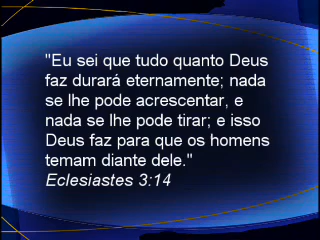 "Eu sei que tudo quanto Deus
faz durará eternamente; nada
se lhe pode acrescentar, e
nada se lhe pode tirar; e isso
Deus faz para que os homens
temam diante dele."
Eclesiastes 3:14